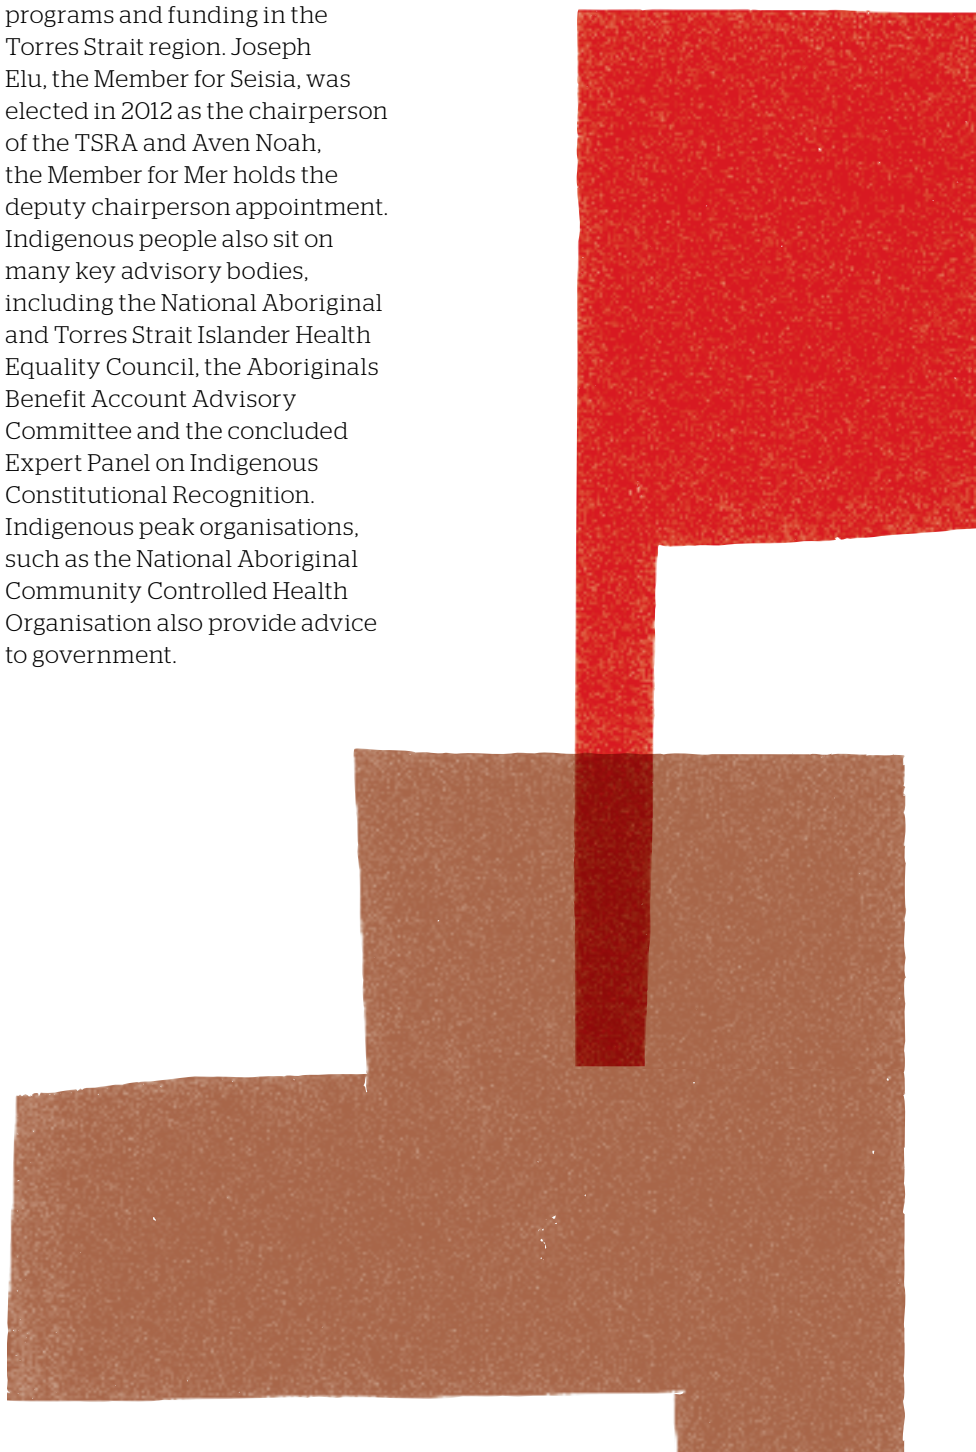 programs and funding in the
Torres Strait region. Joseph
Elu, the Member for Seisia, was
elected in 2012 as the chairperson
of the TSRA and Aven Noah,
the Member for Mer holds the
deputy chairperson appointment.
Indigenous people also sit on
many key advisory bodies,
including the National Aboriginal
and Torres Strait Islander Health
Equality Council, the Aboriginals
Benefit Account Advisory
Committee and the concluded
Expert Panel on Indigenous
Constitutional Recognition.
Indigenous peak organisations,
such as the National Aboriginal
Community Controlled Health
Organisation also provide advice
to government.